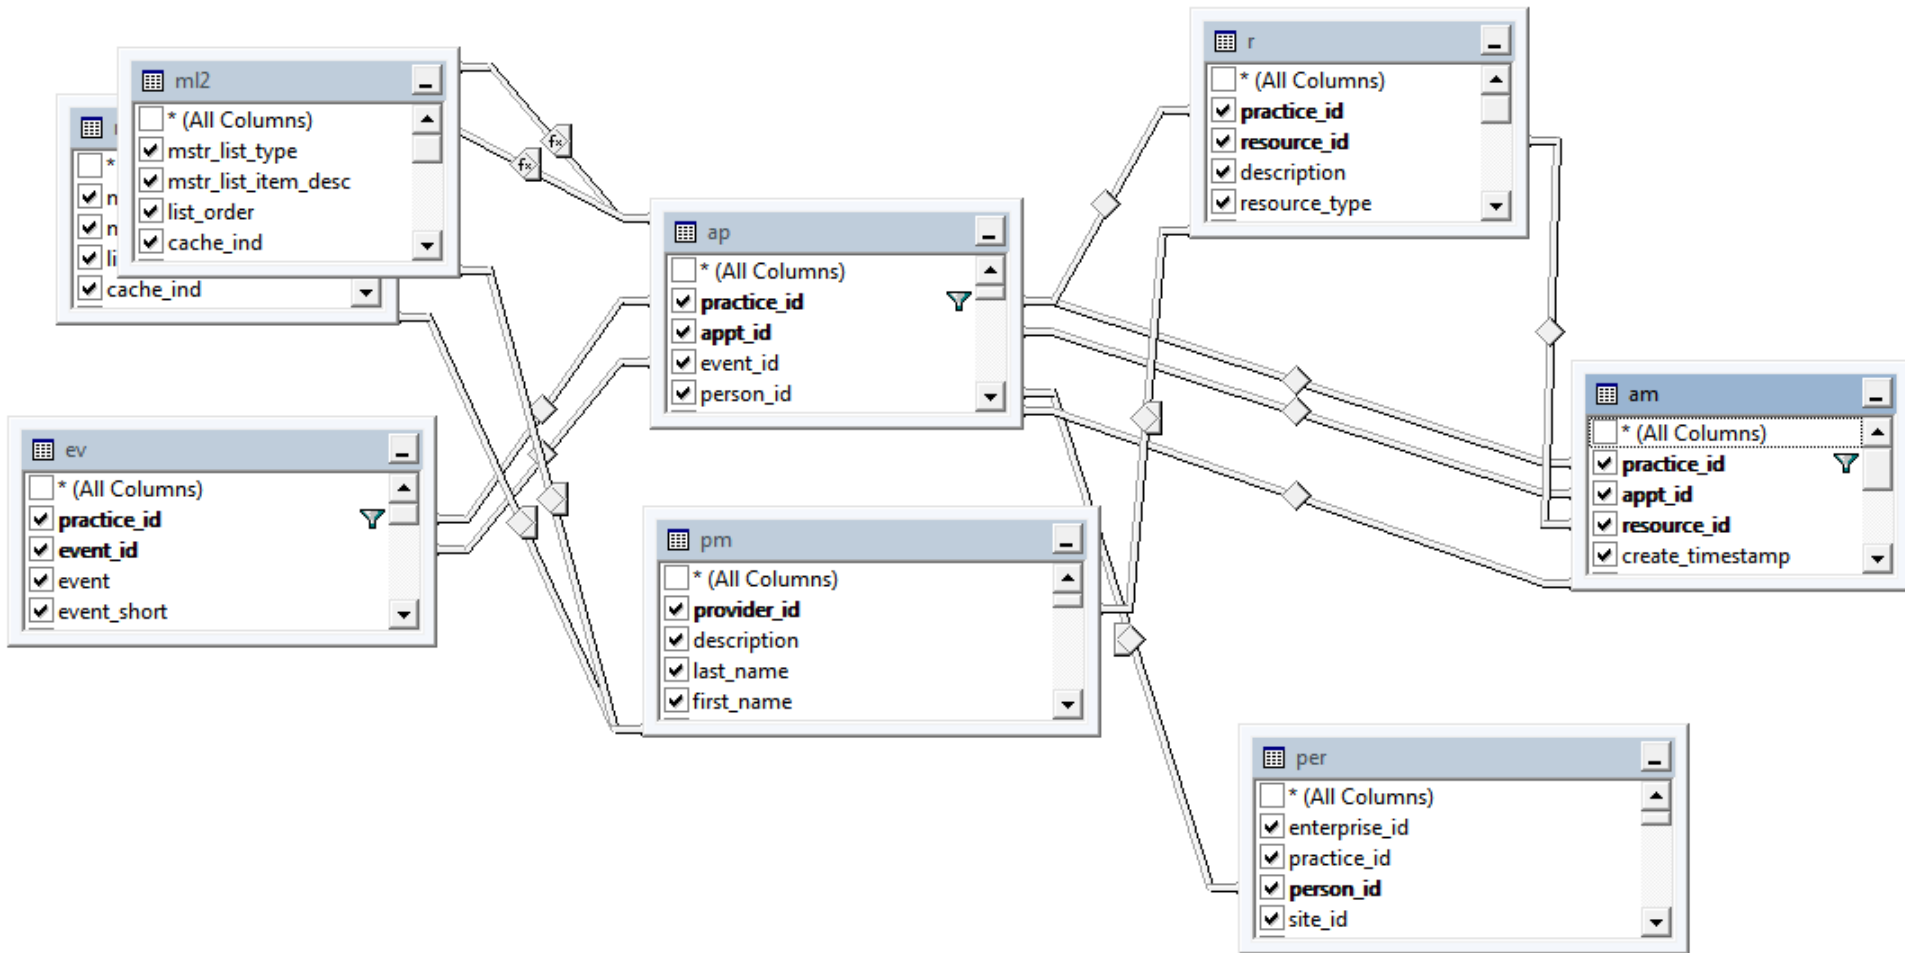 ml2
* (All Columns)
mstr_list_type
mstr_list_item_desc
list_order
cache_ind
*
cache_ind
ev
* (All Columns)
practice_id
event_id
event
event_short
ap
* (All Columns)
practice_id
appt_id
event_id
person_id
pm
* (All Columns)
provider_id
description
last_name
first_name
r
* (All Columns)
practice_id
resource_id
description
resource_type
am
* (All Columns)
practice_id
appt_id
resource_id
create_timestamp
per
* (All Columns)
enterprise_id
practice_id
person_id
site_id